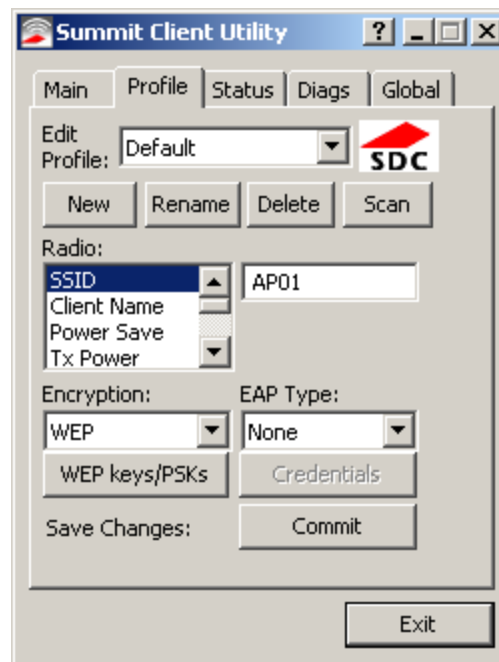 Summit Client Utility ? X
Main Profile Status Diags Global
Edit Profile: Default
SDC
New Rename Delete Scan
Radio:
SSID AP01
Client Name
Power Save
Tx Power
Encryption: EAP Type:
WEP None
WEP keys/PSKs Credentials
Save Changes: Commit
Exit